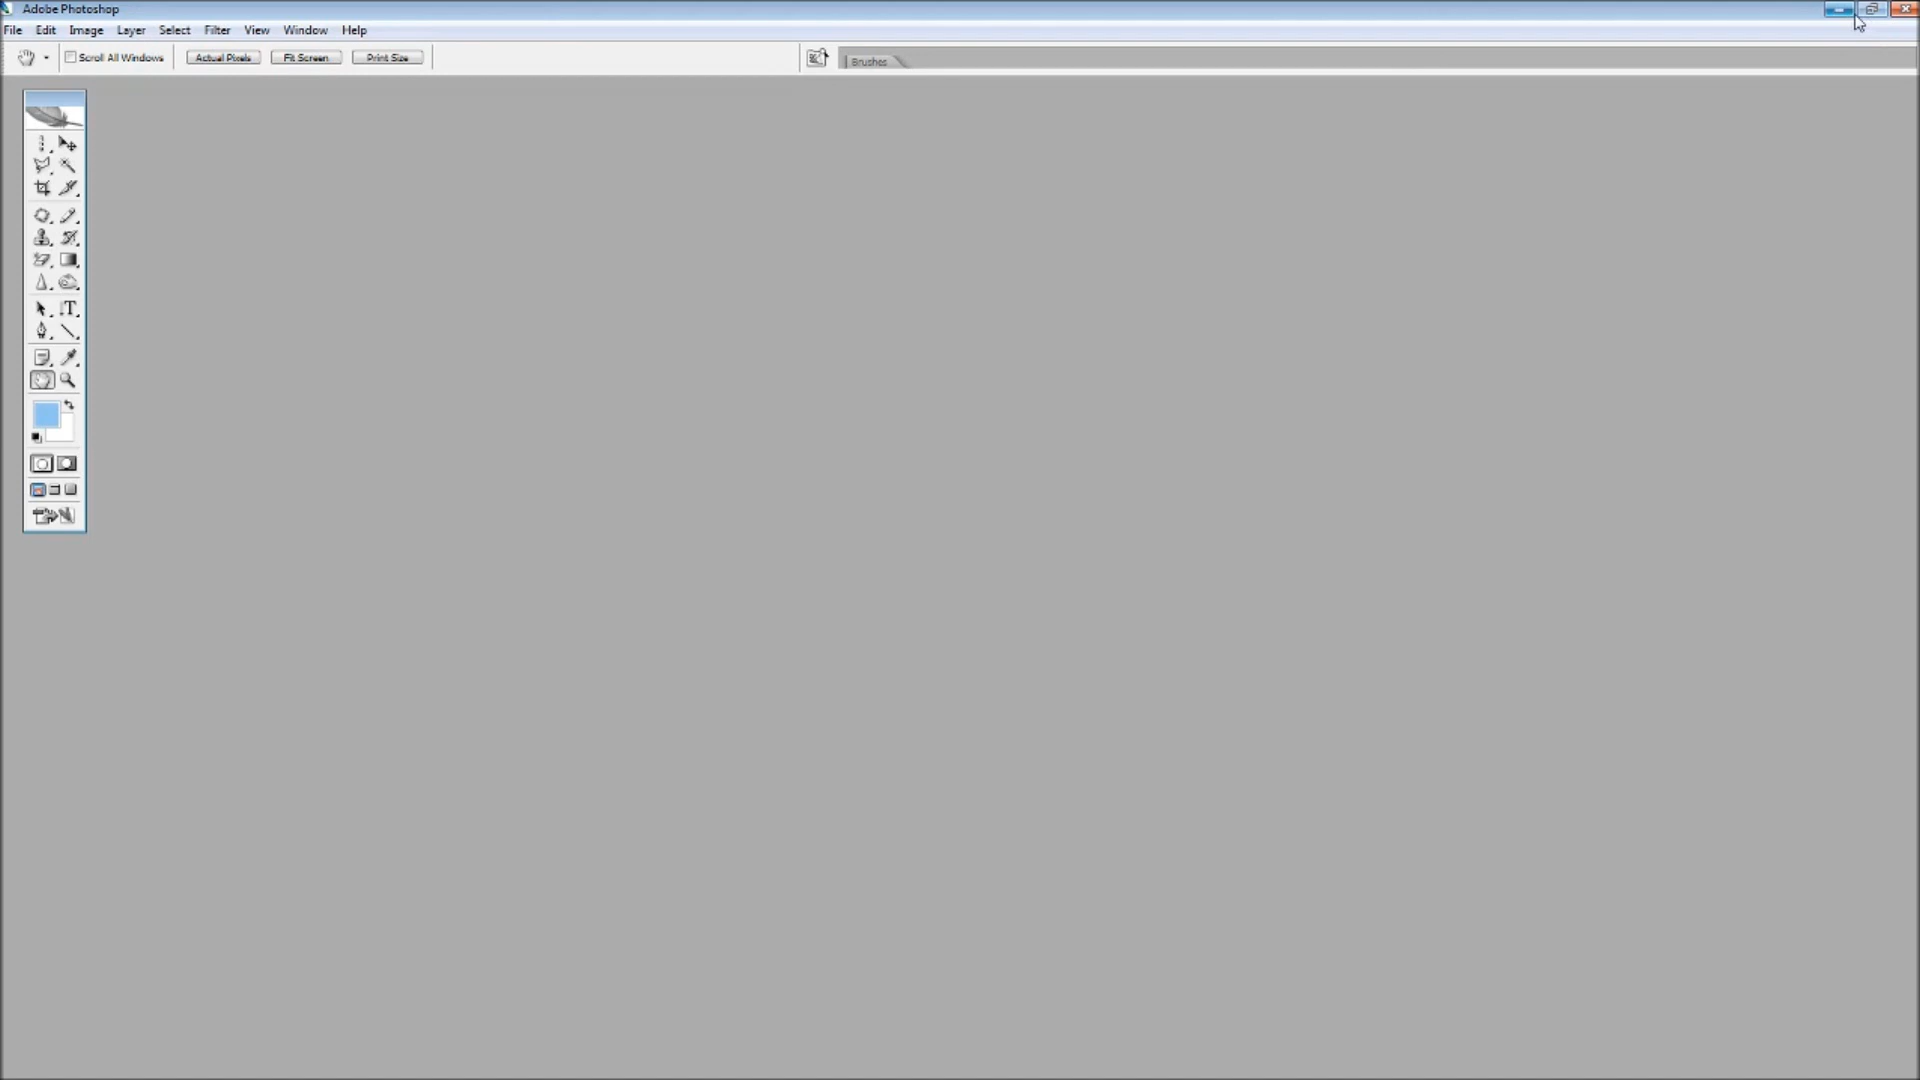 Adobe Photoshop
File Edit Image Layer Select Filter View Window Help
Scroll All Windows Actual Pixels Fit Screen Print Size Brushes
T